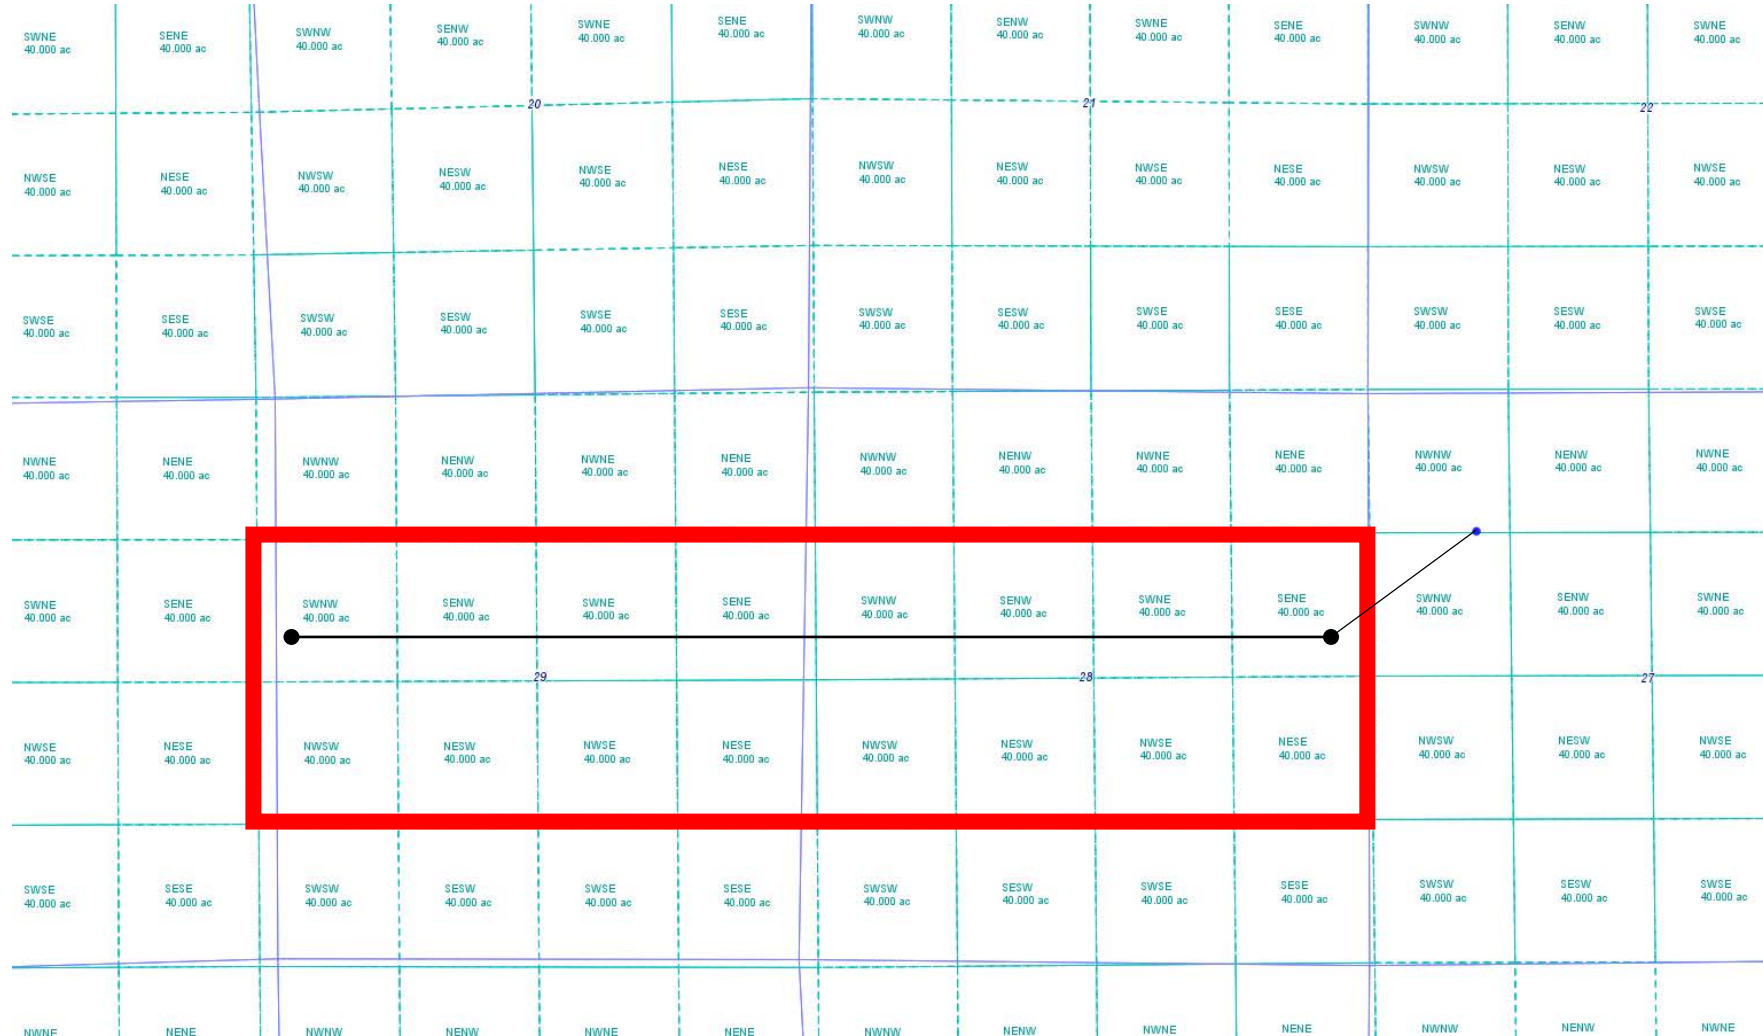 SWNE SENE SWNW SENW SWNE SENE SWNW SENW SWNE SENE SWNW SENW SWNE
40.000 ac 40.000 ac 40.000 ac 40.000 ac 40.000 ac 40.000 ac 40.000 ac 40.000 ac 40.000 ac 40.000 ac 40.000 ac 40.000 ac 40.000 ac
20 21 22
NWSE NESE NWSW NESW NWSE NESE NWSW NESW NWSE NESE NWSW NESW NWSE
40.000 ac 40.000 ac 40.000 ac 40.000 ac 40.000 ac 40.000 ac 40.000 ac 40.000 ac 40.000 ac 40.000 ac 40.000 ac 40.000 ac 40.000 ac
SWSE SESE SWSW SESW SWSE SESE SWSW SESW SWSE SESE SWSW SESW SWSE
40.000 ac 40.000 ac 40.000 ac 40.000 ac 40.000 ac 40.000 ac 40.000 ac 40.000 ac 40.000 ac 40.000 ac 40.000 ac 40.000 ac 40.000 ac
NWNE NENE NWNW NENW NWNE NENE NWNW NENW NWNE NENE NWNW NENW NWNE
40.000 ac 40.000 ac 40.000 ac 40.000 ac 40.000 ac 40.000 ac 40.000 ac 40.000 ac 40.000 ac 40.000 ac 40.000 ac 40.000 ac 40.000 ac
SWNE SENE SWNW SENW SWNE SENE SWNW SENW SWNE SENE SWNW SENW SWNE
40.000 ac 40.000 ac 40.000 ac 40.000 ac 40.000 ac 40.000 ac 40.000 ac 40.000 ac 40.000 ac 40.000 ac 40.000 ac 40.000 ac 40.000 ac
29 28 27
NWSE NESE NWSW NESW NWSE NESE NWSW NESW NWSE NESE NWSW NESW NWSE
40.000 ac 40.000 ac 40.000 ac 40.000 ac 40.000 ac 40.000 ac 40.000 ac 40.000 ac 40.000 ac 40.000 ac 40.000 ac 40.000 ac 40.000 ac
SWSE SESE SWSW SESW SWSE SESE SWSW SESW SWSE SESE SWSW SESW SWSE
40.000 ac 40.000 ac 40.000 ac 40.000 ac 40.000 ac 40.000 ac 40.000 ac 40.000 ac 40.000 ac 40.000 ac 40.000 ac 40.000 ac 40.000 ac
NWNE NENE NWNW NENW NWNE NENE NWNW NENW NWNE NENE NWNW NENW NWNE